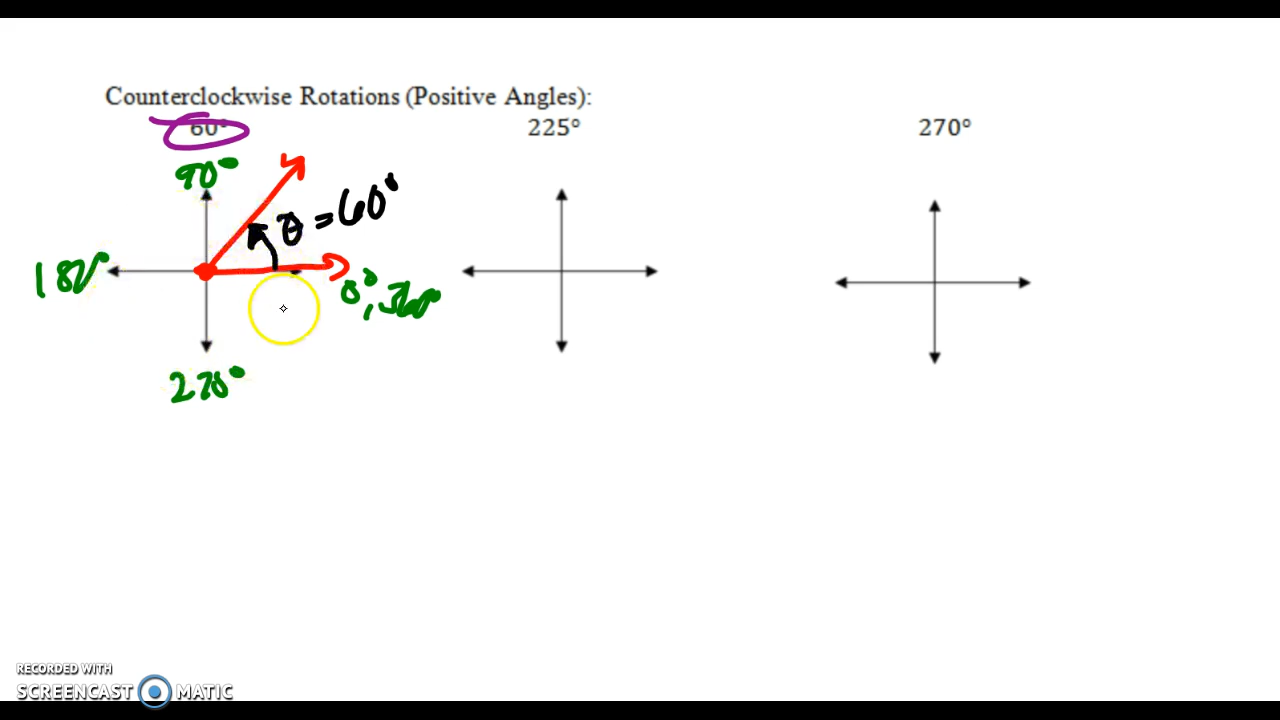 Counterclockwise Rotations (Positive Angles):
60° 225° 270°
90°
θ = 60°
180°
0°, 360°
270°
RECORDED WITH
SCREENCAST MATIC